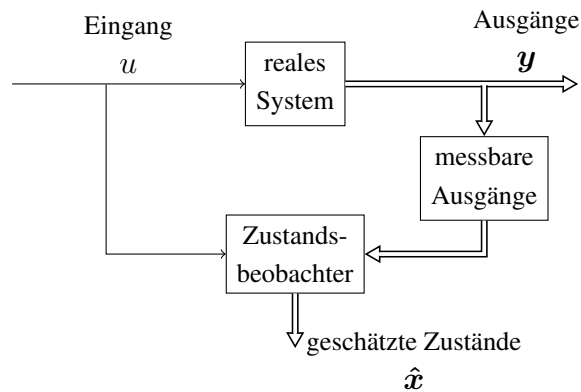 Eingang
u
reales
System
Ausgänge
y
messbare
Ausgänge
Zustands-
beobachter
geschätzte Zustände
x̂